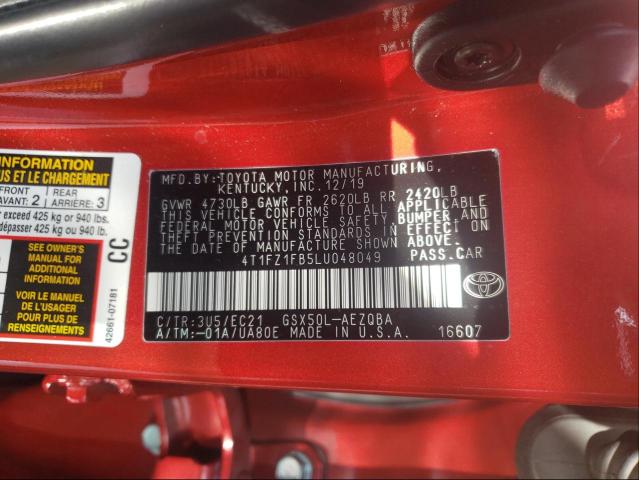 INFORMATION
US ET LE CHARGEMENT
FRONT
AVANT: 2
REAR
ARRIÈRE: 3
r exceed 425 kg or 940 lbs.
dépasser 425 kg ou 940 lb.
SEE OWNER'S
MANUAL FOR
ADDITIONAL
INFORMATION
VOIR LE MANUEL
DE L'USAGER
POUR PLUS DE
RENSEIGNEMENTS
CC
42661-07181
MFD.BY:TOYOTA MOTOR MANUFACTURING,
KENTUCKY, INC. 12/19
GVWR 4730LB GAWR FR 2620LB RR 2420LB
THIS VEHICLE CONFORMS TO ALL APPLICABLE
FEDERAL MOTOR VEHICLE SAFETY, BUMPER, AND
THEFT PREVENTION STANDARDS IN EFFECT ON
THE DATE OF MANUFACTURE SHOWN ABOVE.
4T1FZ1FB5LU048049 PASS.CAR
TOYOTA
C/TR:3U5/EC21 GSX50L-AEZQBA
A/TM:-01A/UA80E MADE IN U.S.A. 16607